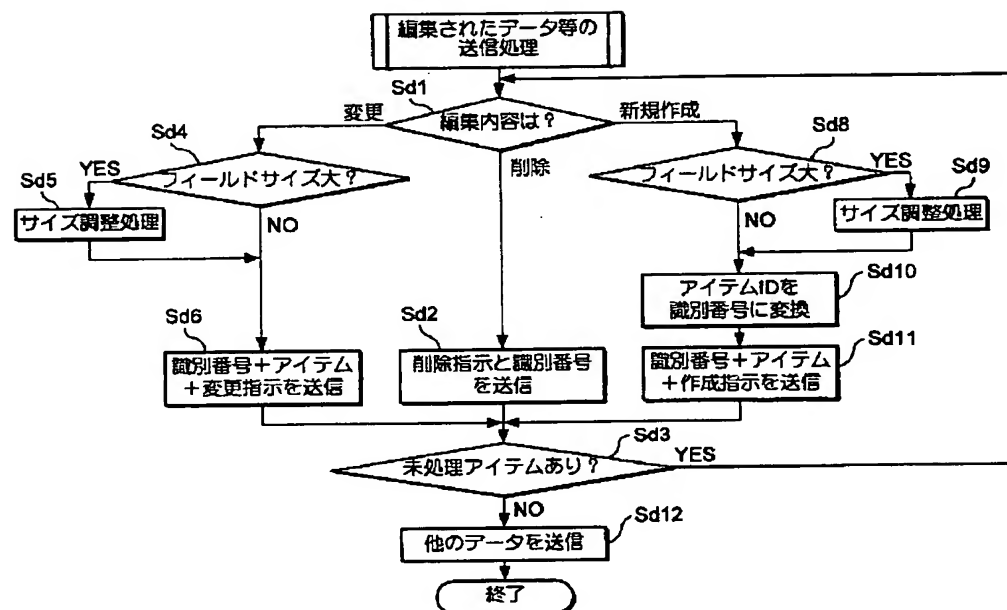 編集されたデータ等の
送信処理
Sd1
編集内容は？
変更
新規作成
削除
Sd4
フィールドサイズ大？
YES
NO
Sd5
サイズ調整処理
Sd8
フィールドサイズ大？
YES
NO
Sd9
サイズ調整処理
Sd10
アイテムIDを
識別番号に変換
Sd6
識別番号＋アイテム
＋変更指示を送信
Sd2
削除指示と識別番号
を送信
Sd11
識別番号＋アイテム
＋作成指示を送信
Sd3
未処理アイテムあり？
YES
NO
Sd12
他のデータを送信
終了